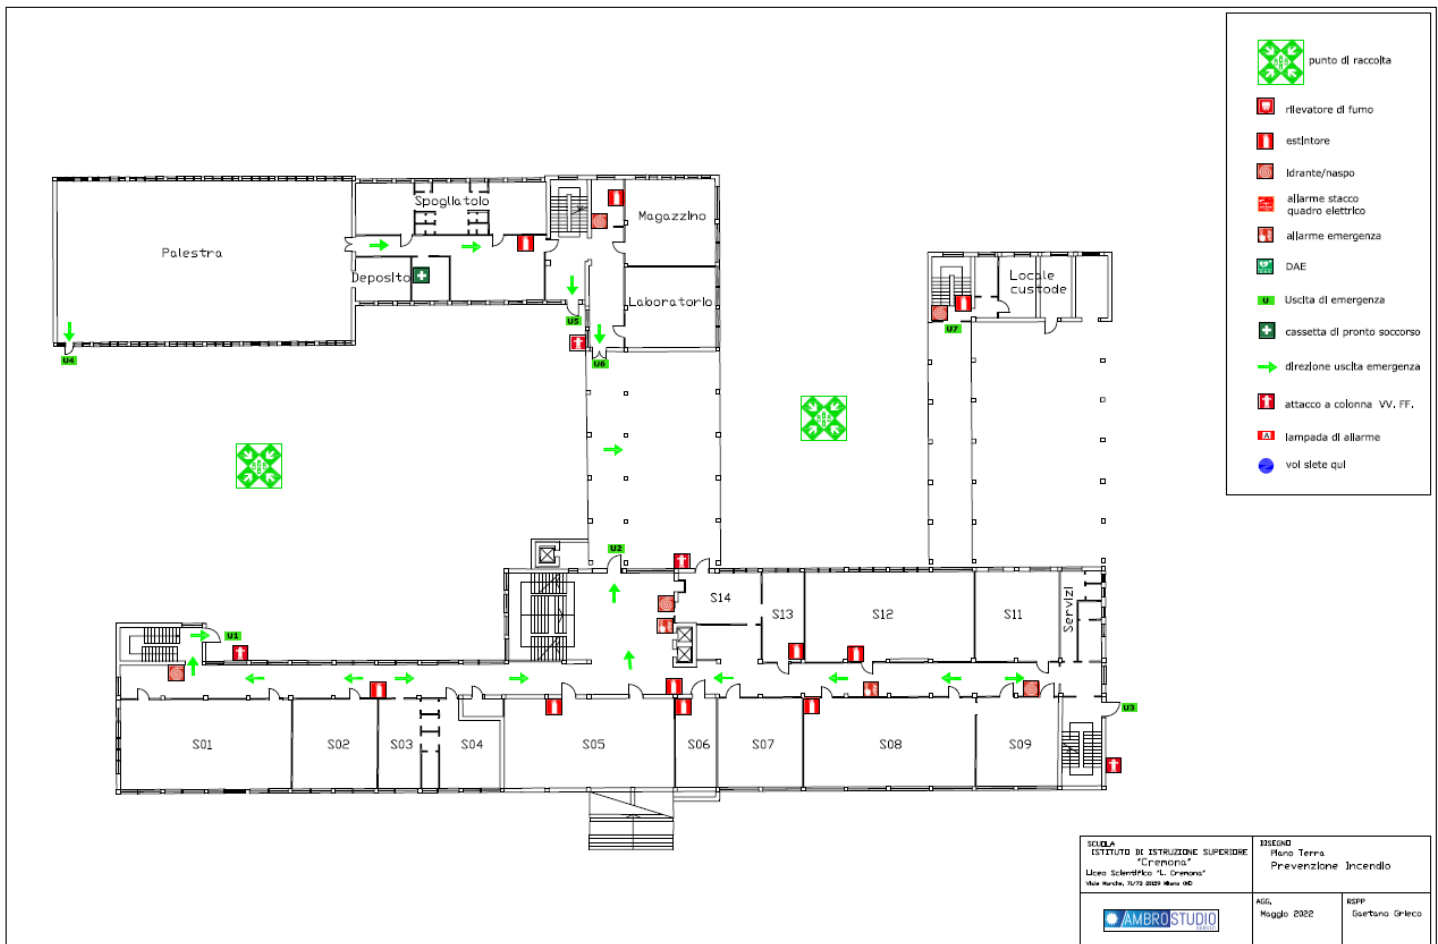 punto di raccolta
rilevatore di fumo
estintore
idrante/naspo
allarme stacco
quadro elettrico
allarme emergenza
DAE
U Uscita di emergenza
cassetta di pronto soccorso
direzione uscita emergenza
attacco a colonna VV. FF.
A lampada di allarme
voi siete qui
Spogliatoio
Magazzino
Palestra
Deposito
Laboratorio
Locale
custode
U4
U5
U6
U7
U2
S14
S13
S12
S11
Servizi
U1
U3
S01
S02
S03
S04
S05
S06
S07
S08
S09
SCUOLA
ISTITUTO DI ISTRUZIONE SUPERIORE
"Cremona"
Liceo Scientifico "L. Cremona"
DISEGNO
Piano Terra
Prevenzione Incendio
AMBROSTUDIO
AGG.
Maggio 2022
RSPP
Gaetano Grieco